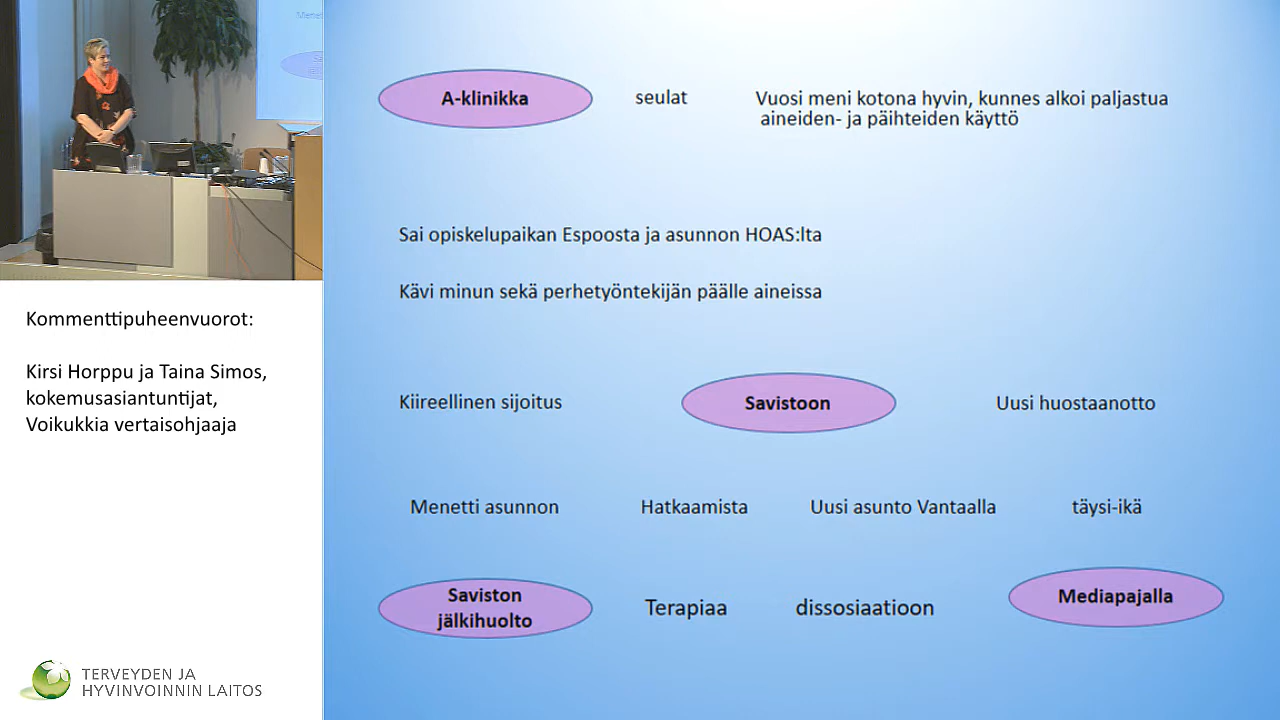 A-klinikka
seulat
Vuosi meni kotona hyvin, kunnes alkoi paljastua
aineiden- ja päihteiden käyttö
Sai opiskelupaikan Espoosta ja asunnon HOAS:lta
Kävi minun sekä perhetyöntekijän päälle aineissa
Kiireellinen sijoitus
Savistoon
Uusi huostaanotto
Menetti asunnon
Hatkaamista
Uusi asunto Vantaalla
täysi-ikä
Saviston
jälkihuolto
Terapiaa
dissosiaatioon
Mediapajalla
Kommenttipuheenvuorot:
Kirsi Horppu ja Taina Simos,
kokemusasiantuntijat,
Voikukkia vertaisohjaaja
TERVEYDEN JA
HYVINVOINNIN LAITOS